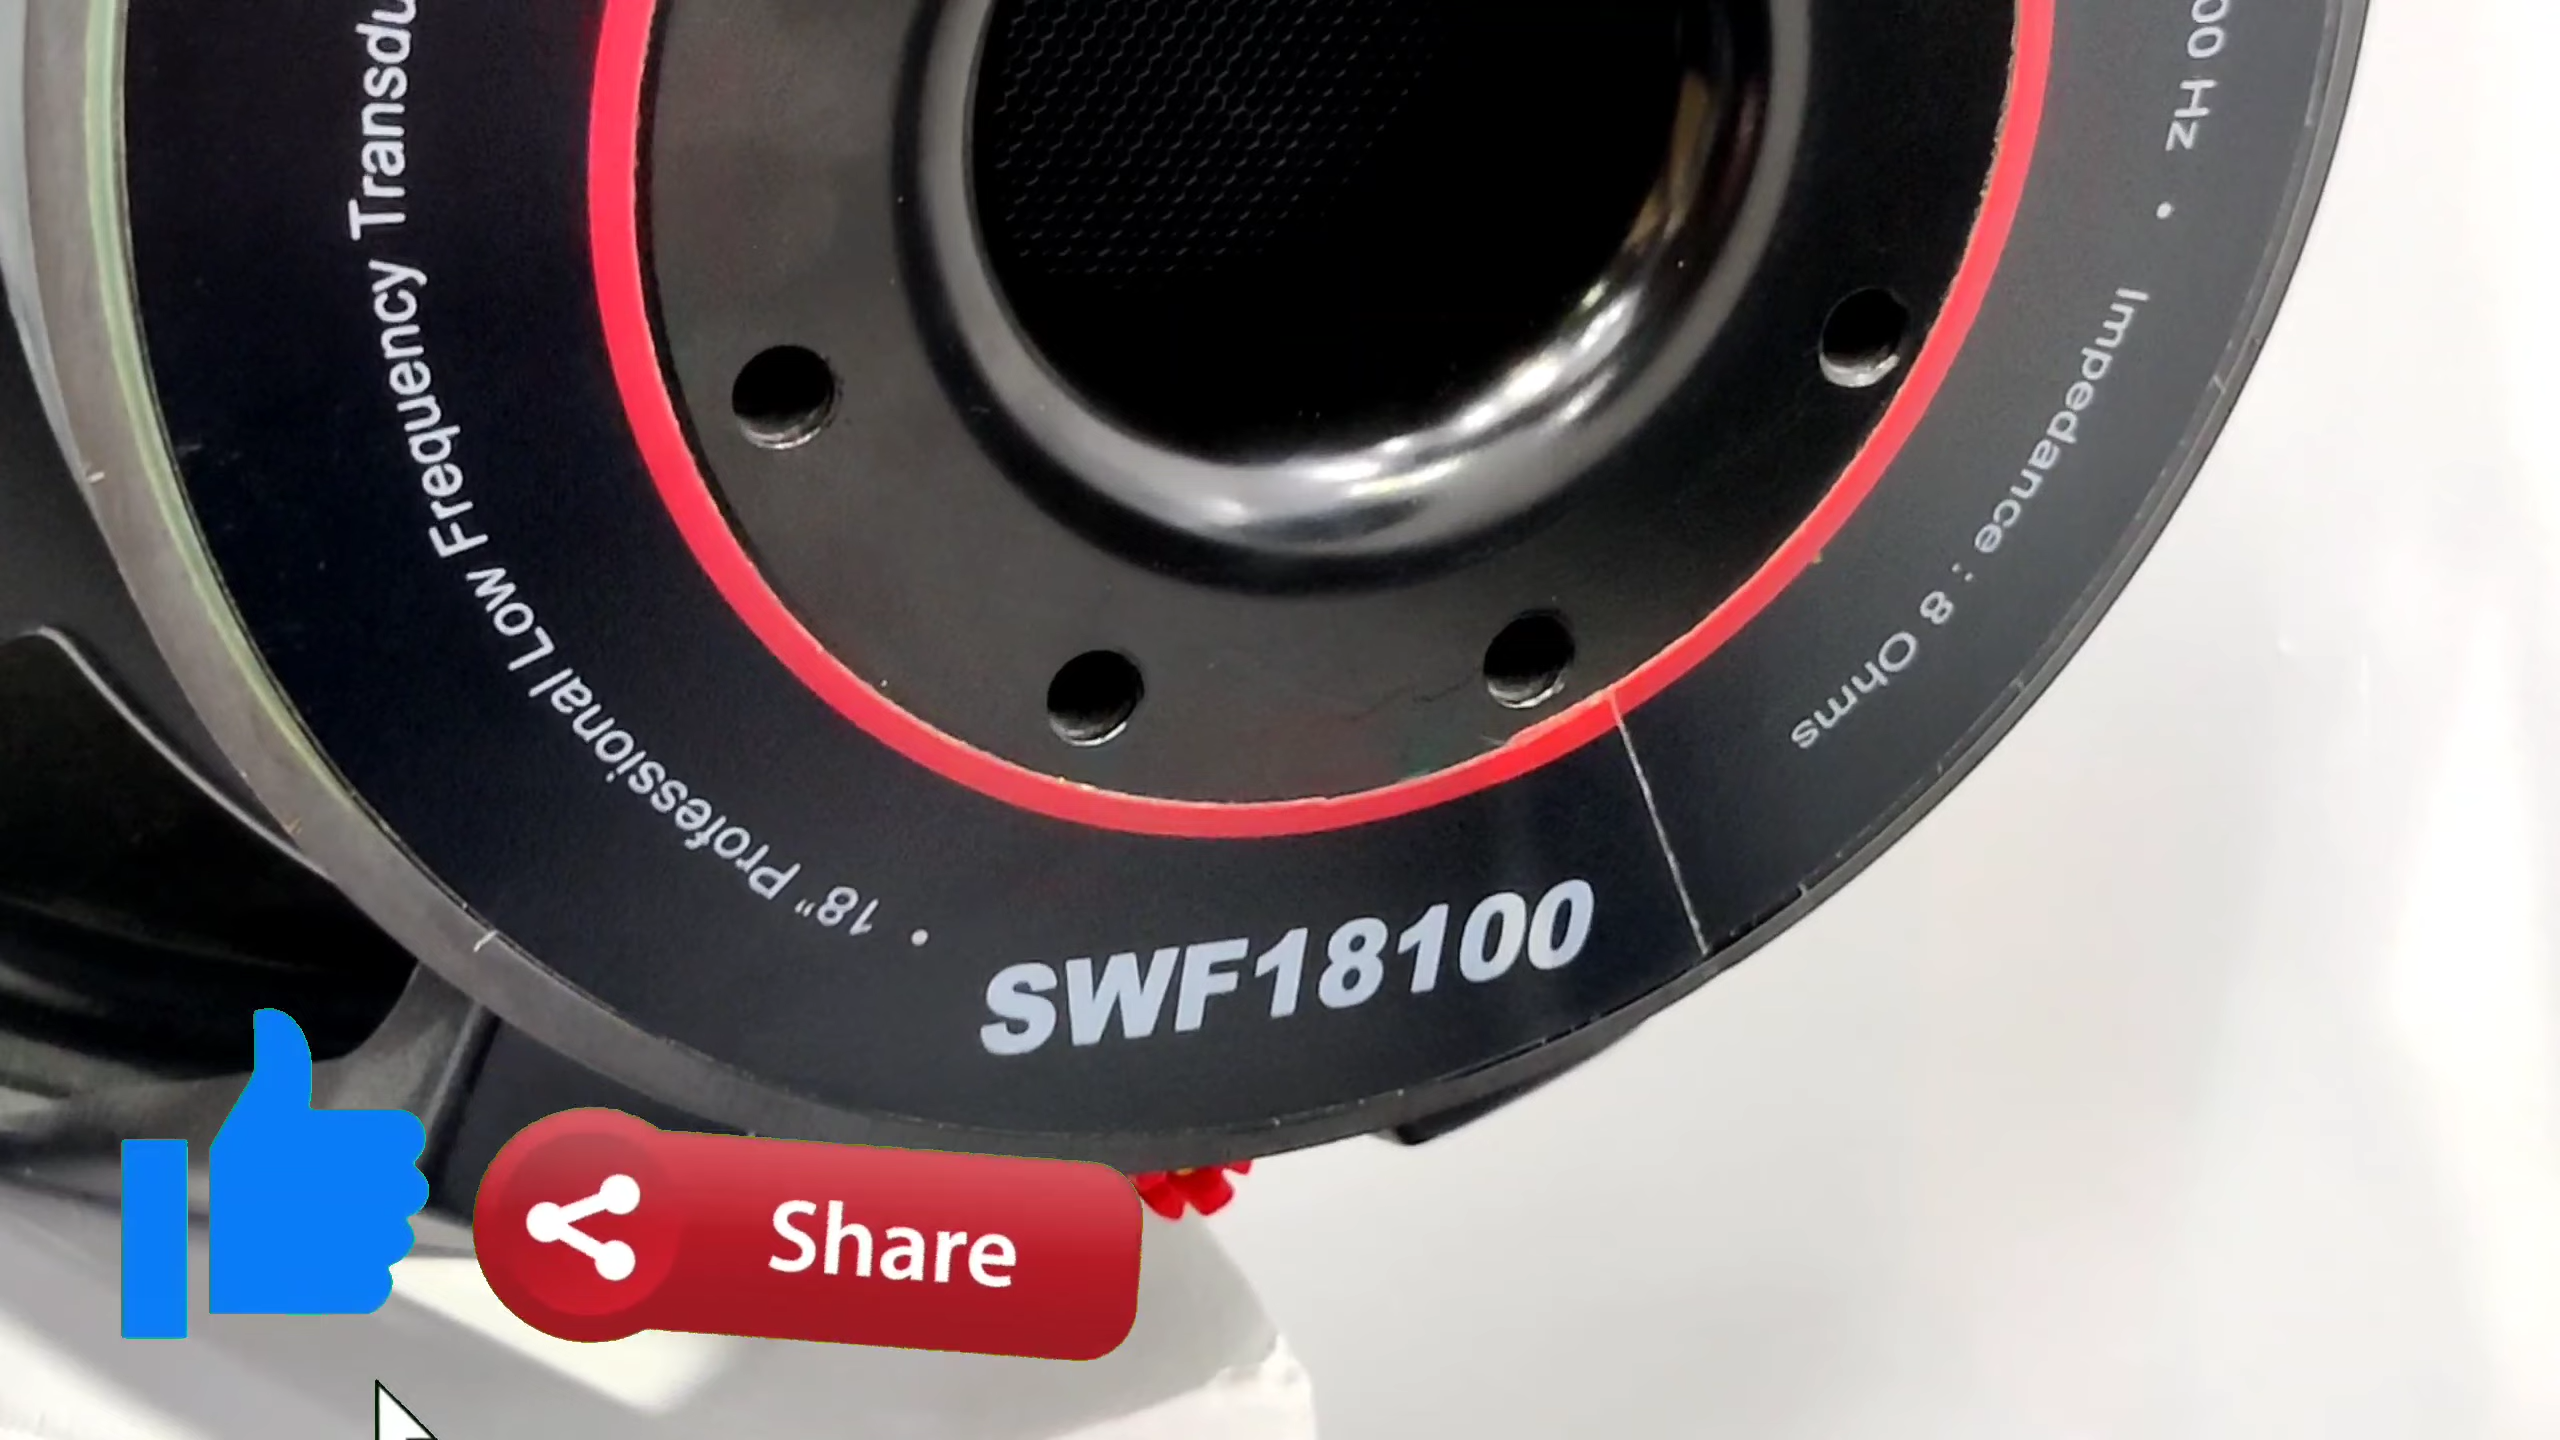 18" Professional Low Frequency Transdu
SWF18100
00 Hz • Impedance : 8 Ohms
Share